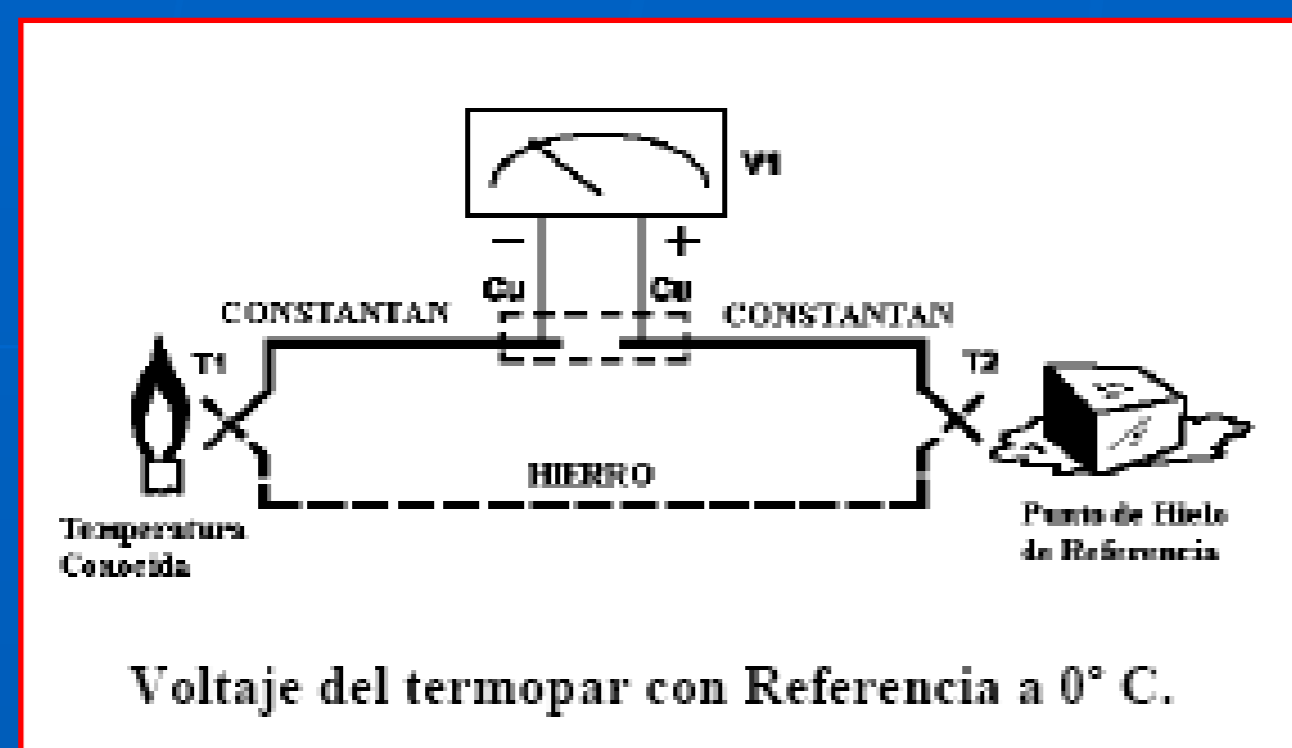 V1
− +
Cu Cu
CONSTANTAN CONSTANTAN
T1 T2
HIERRO
Temperatura
Conocida
Punto de Hielo
de Referencia
Voltaje del termopar con Referencia a 0° C.